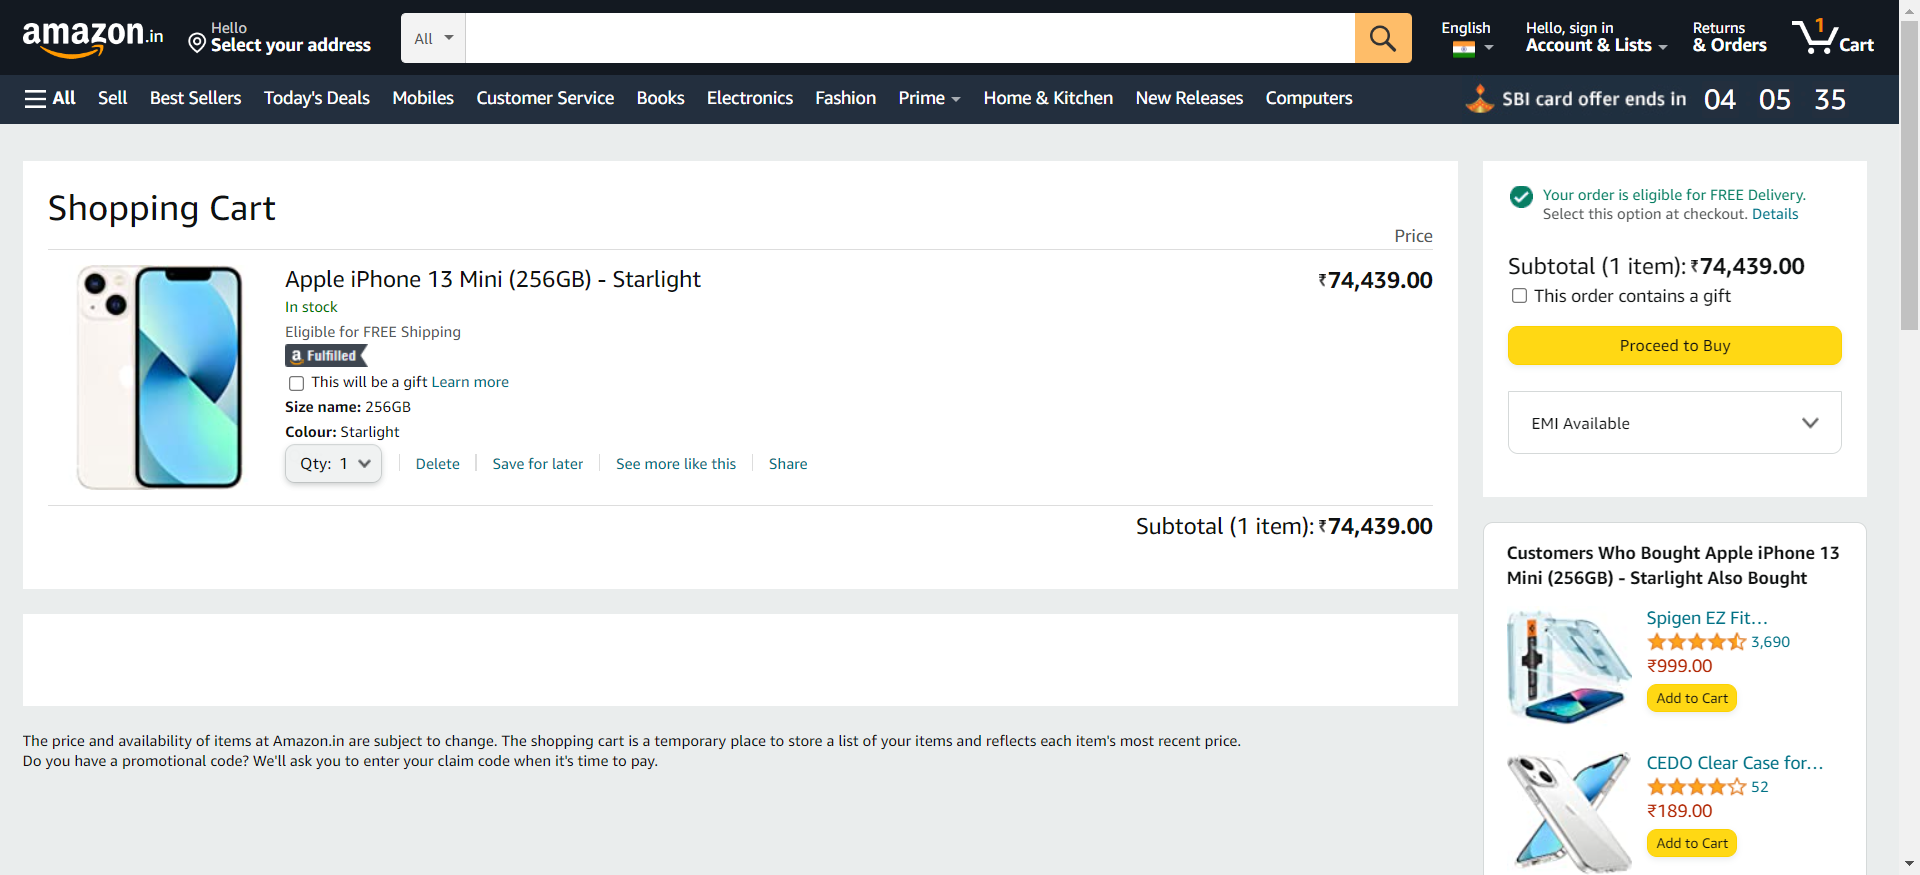 amazon.in
Hello
Select your address
All
English
Hello, sign in
Account & Lists
Returns
& Orders
1
Cart
All
Sell
Best Sellers
Today's Deals
Mobiles
Customer Service
Books
Electronics
Fashion
Prime
Home & Kitchen
New Releases
Computers
SBI card offer ends in 04 05 35
Shopping Cart
Price
Apple iPhone 13 Mini (256GB) - Starlight
₹74,439.00
In stock
Eligible for FREE Shipping
a Fulfilled
This will be a gift Learn more
Size name: 256GB
Colour: Starlight
Qty: 1
Delete
Save for later
See more like this
Share
Subtotal (1 item): ₹74,439.00
The price and availability of items at Amazon.in are subject to change. The shopping cart is a temporary place to store a list of your items and reflects each item's most recent price.
Do you have a promotional code? We'll ask you to enter your claim code when it's time to pay.
Your order is eligible for FREE Delivery.
Select this option at checkout. Details
Subtotal (1 item): ₹74,439.00
This order contains a gift
Proceed to Buy
EMI Available
Customers Who Bought Apple iPhone 13
Mini (256GB) - Starlight Also Bought
Spigen EZ Fit…
3,690
₹999.00
Add to Cart
CEDO Clear Case for…
52
₹189.00
Add to Cart